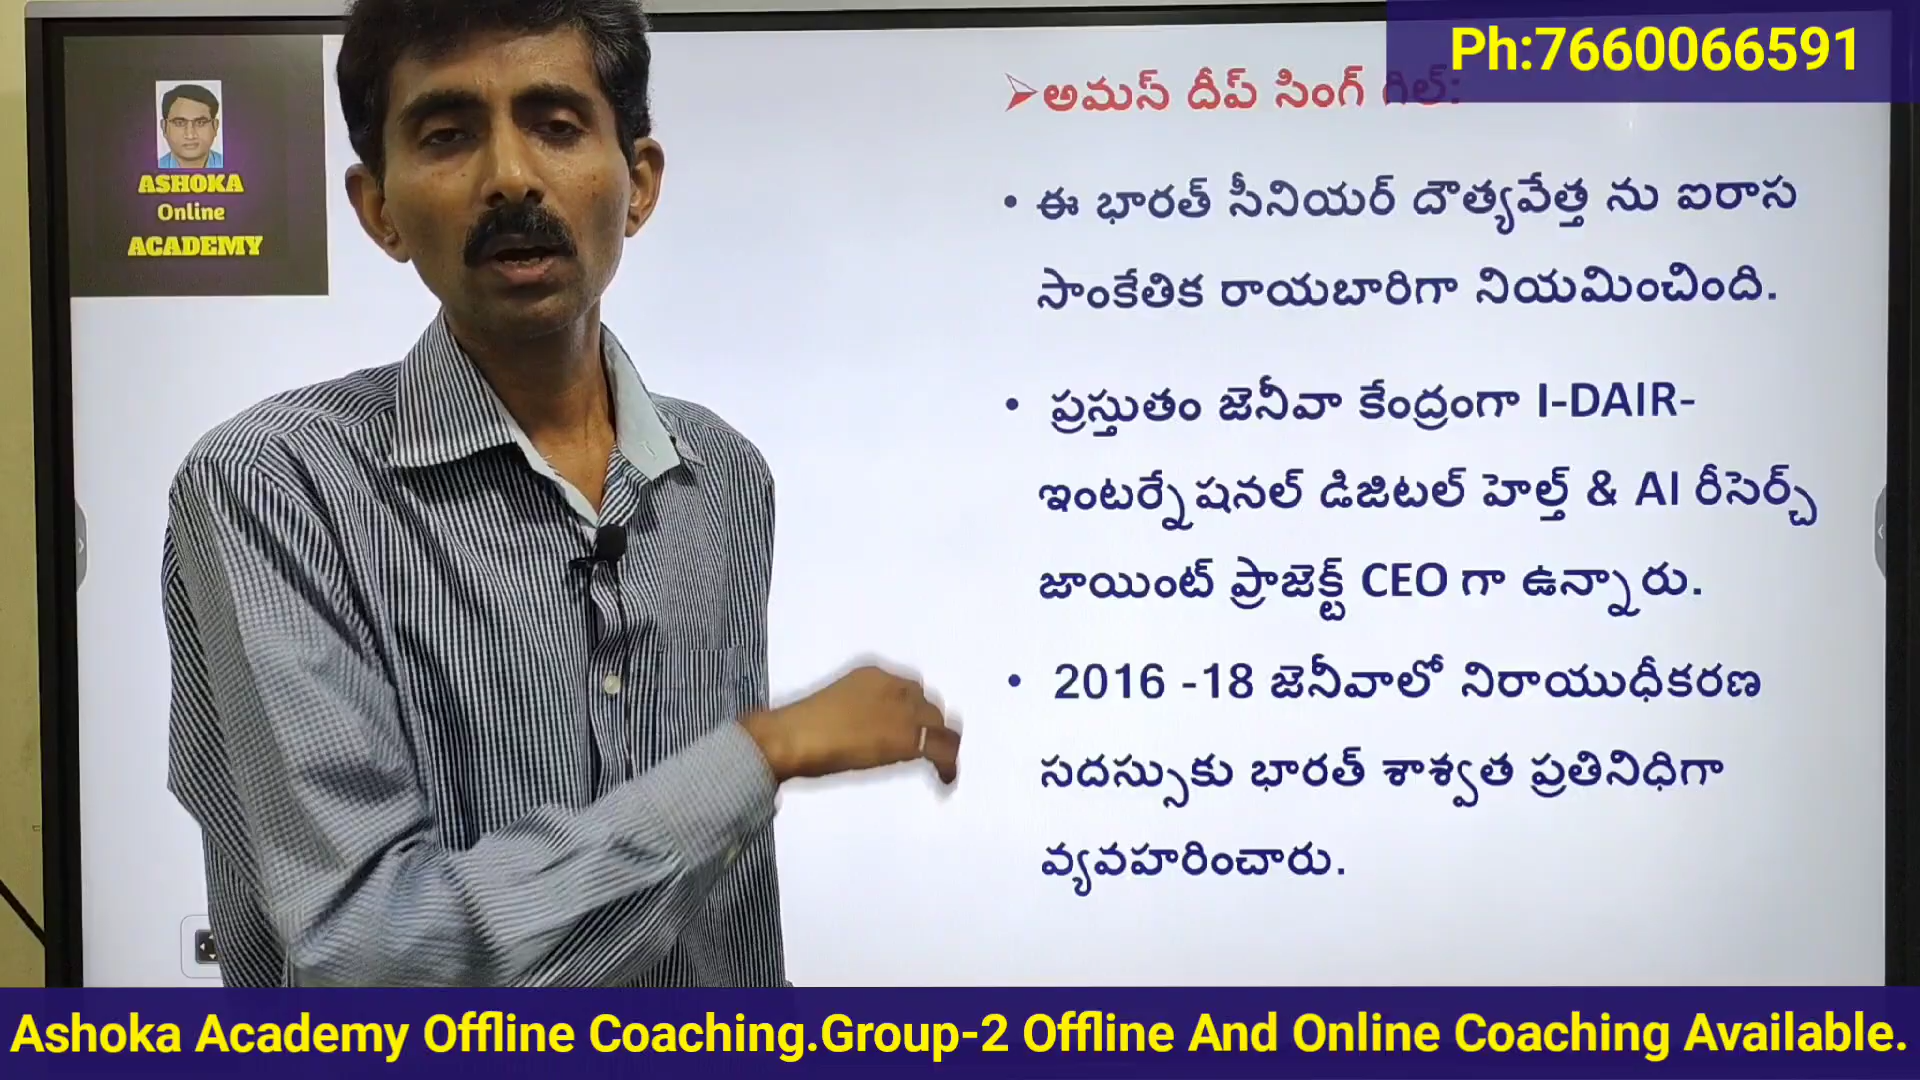 Ph:7660066591
ASHOKA
Online
ACADEMY
➢అమస్ దీప్ సింగ్ గిల్:
• ఈ భారత్ సీనియర్ దౌత్యవేత్త ను ఐరాస
సాంకేతిక రాయబారిగా నియమించింది.
• ప్రస్తుతం జెనీవా కేంద్రంగా I-DAIR-
ఇంటర్నేషనల్ డిజిటల్ హెల్త్ & AI రీసెర్చ్
జాయింట్ ప్రాజెక్ట్ CEO గా ఉన్నారు.
• 2016 -18 జెనీవాలో నిరాయుధీకరణ
సదస్సుకు భారత్ శాశ్వత ప్రతినిధిగా
వ్యవహరించారు.
Ashoka Academy Offline Coaching.Group-2 Offline And Online Coaching Available.